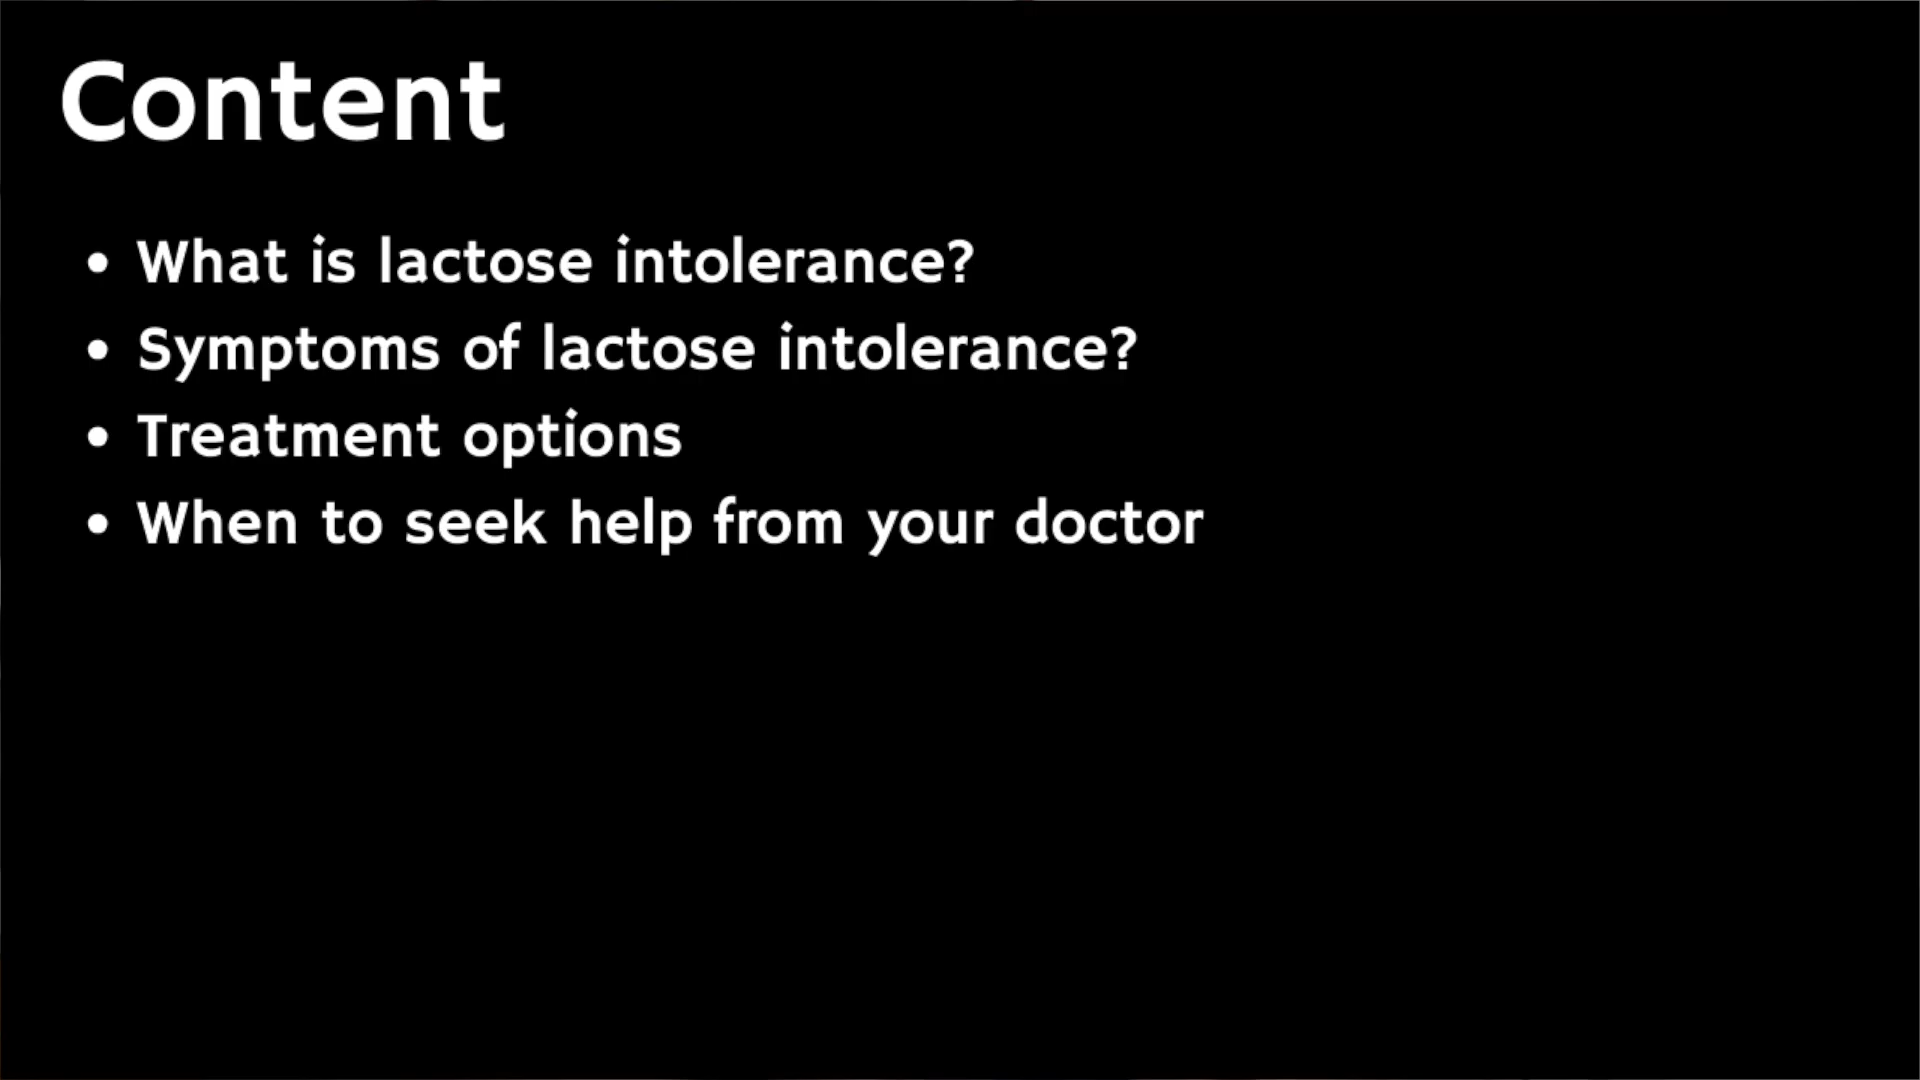 Content
• What is lactose intolerance?
• Symptoms of lactose intolerance?
• Treatment options
• When to seek help from your doctor